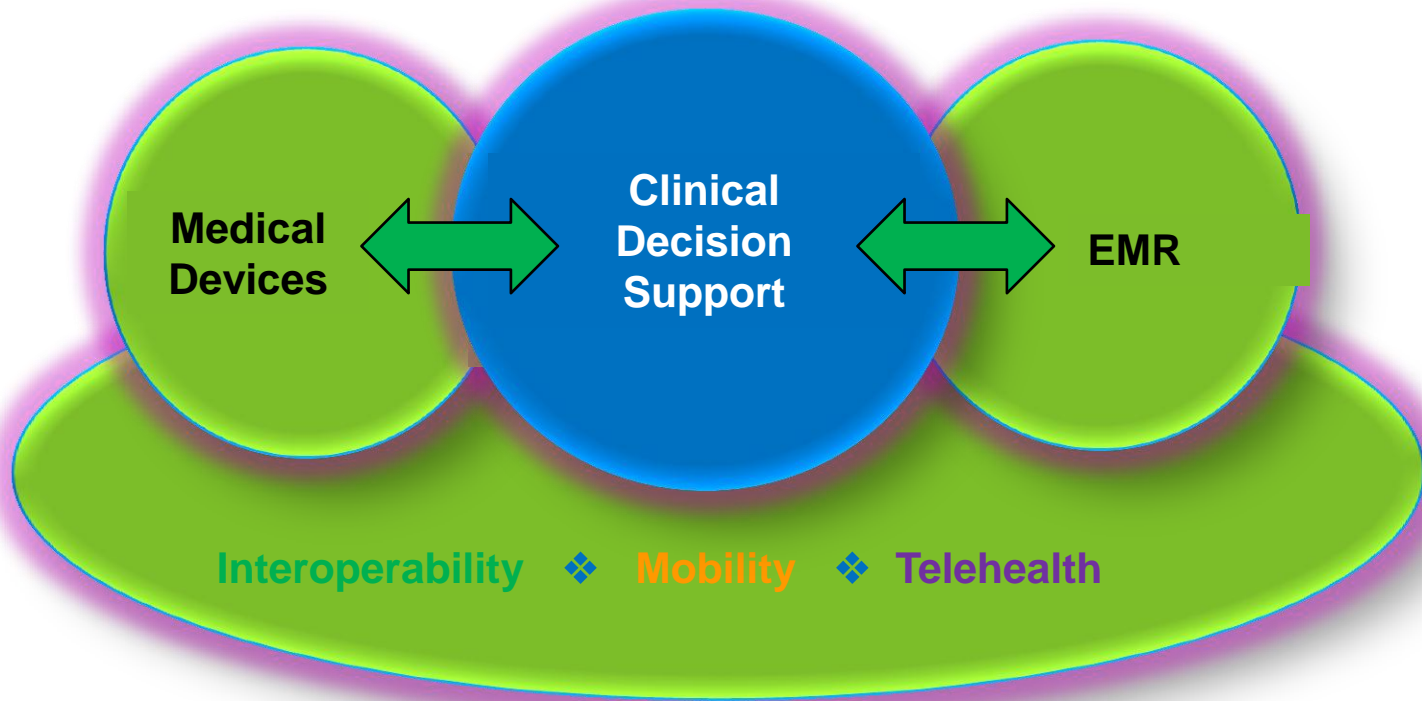 Medical
Devices
Clinical
Decision
Support
EMR
Interoperability ❖ Mobility ❖ Telehealth